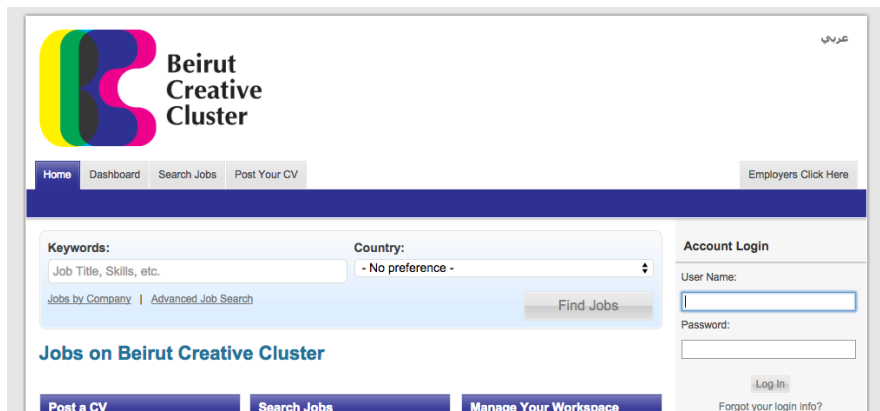 عربي
Beirut
Creative
Cluster
Home Dashboard Search Jobs Post Your CV Employers Click Here
Keywords: Country: Account Login
Job Title, Skills, etc. - No preference - User Name:
Jobs by Company | Advanced Job Search Find Jobs
Password:
Jobs on Beirut Creative Cluster
Log In
Post a CV Search Jobs Manage Your Workspace Forgot your login info?